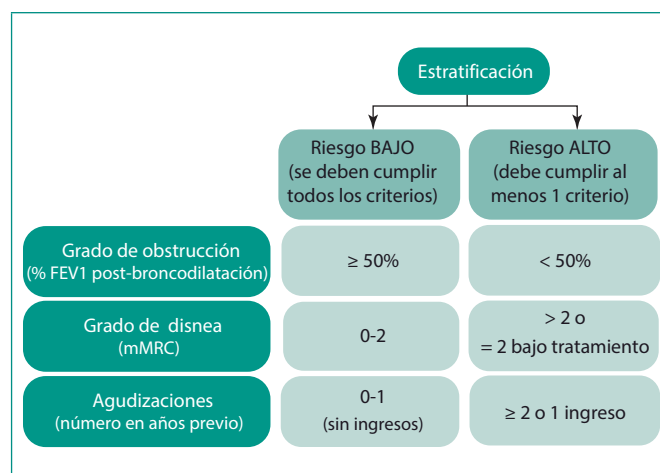 Estratificación
Riesgo BAJO
(se deben cumplir
todos los criterios)
Riesgo ALTO
(debe cumplir al
menos 1 criterio)
Grado de obstrucción
(% FEV1 post-broncodilatación)
≥ 50%
< 50%
Grado de disnea
(mMRC)
0-2
> 2 o
= 2 bajo tratamiento
Agudizaciones
(número en años previo)
0-1
(sin ingresos)
≥ 2 o 1 ingreso